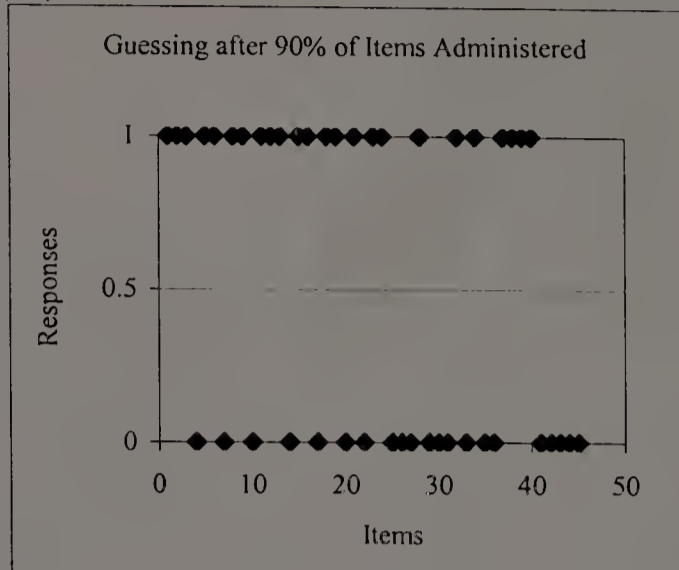 Guessing after 90% of Items Administered
1
0.5
0
Responses
0 10 20 30 40 50
Items